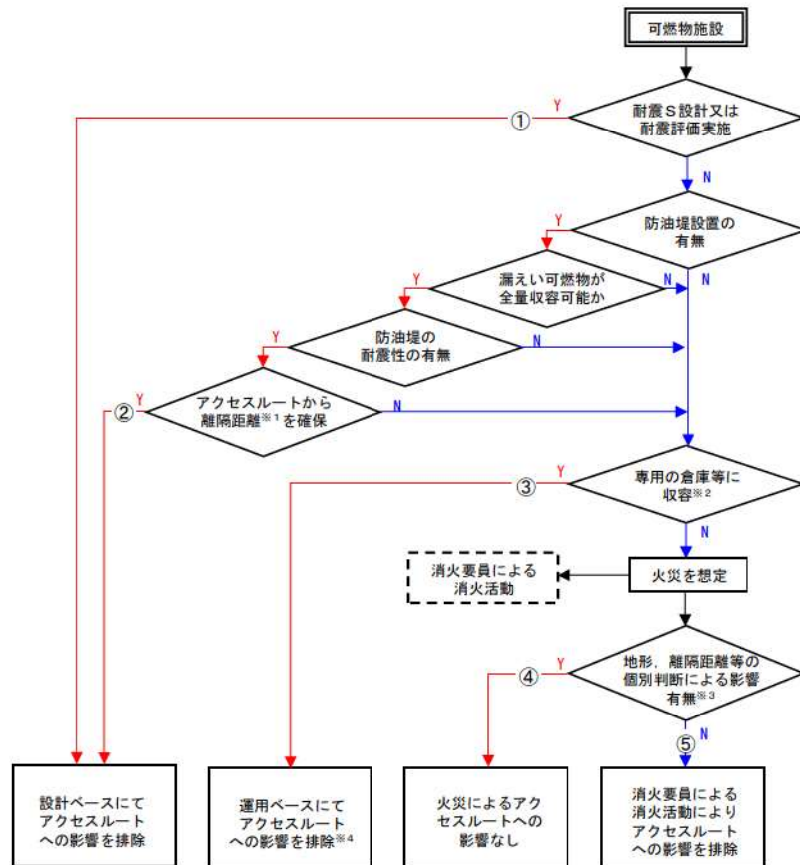 可燃物施設
耐震S設計又は
耐震評価実施
Y
①
N
防油堤設置の
有無
Y
N
漏えい可燃物が
全量収容可能か
Y
N
防油堤の
耐震性の有無
Y
N
アクセスルートから
離隔距離※1を確保
Y
②
N
専用の倉庫等に
収容※2
Y
③
N
火災を想定
消火要員による
消火活動
地形,離隔距離等の
個別判断による影響
有無※3
Y
④
N
⑤
設計ベースにて
アクセスルート
への影響を排除
運用ベースにて
アクセスルート
への影響を排除※4
火災によるアク
セスルートへの
影響なし
消火要員による
消火活動により
アクセスルート
への影響を排除